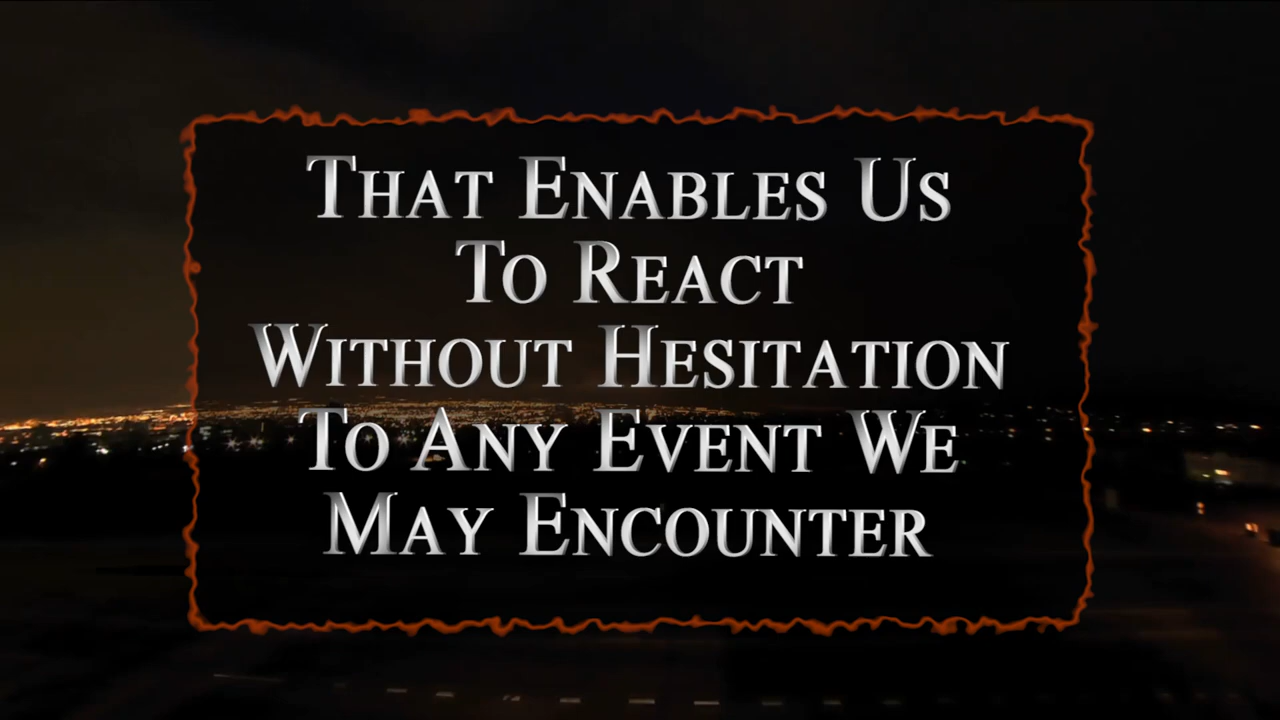 That Enables Us
To React
Without Hesitation
To Any Event We
May Encounter